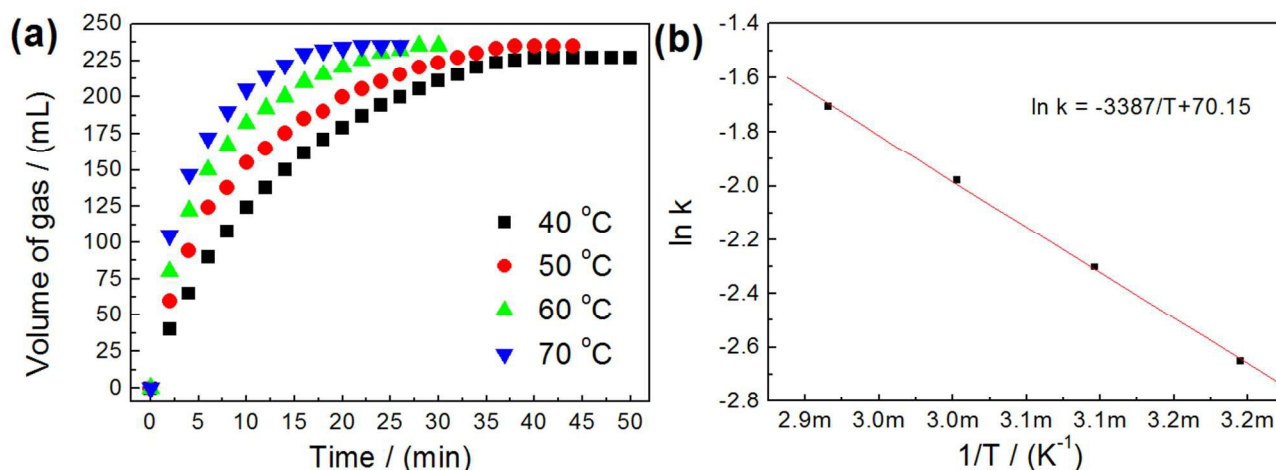 (a)
Volume of gas / (mL)
250
225
200
175
150
125
100
75
50
25
0
0 5 10 15 20 25 30 35 40 45 50
Time / (min)
40 °C
50 °C
60 °C
70 °C
(b)
ln k
-1.4
-1.6
-1.8
-2.0
-2.2
-2.4
-2.6
-2.8
2.9m 3.0m 3.0m 3.1m 3.1m 3.2m 3.2m
1/T / (K⁻¹)
ln k = -3387/T+70.15